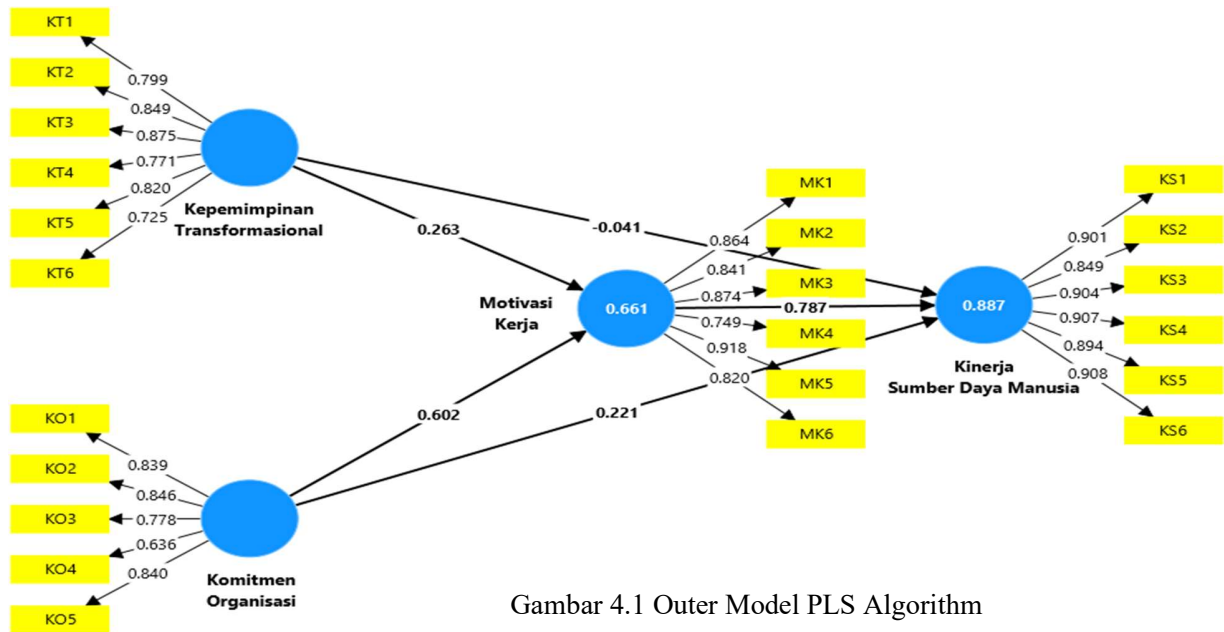 KT1
KT2
KT3
KT4
KT5
KT6
0.799
0.849
0.875
0.771
0.820
0.725
Kepemimpinan
Transformasional
0.263
-0.041
Motivasi
Kerja
0.661
MK1
MK2
MK3
MK4
MK5
MK6
0.864
0.841
0.874
0.787
0.749
0.918
0.820
KS1
KS2
KS3
KS4
KS5
KS6
0.901
0.849
0.904
0.907
0.894
0.908
0.887
Kinerja
Sumber Daya Manusia
0.602
0.221
KO1
KO2
KO3
KO4
KO5
0.839
0.846
0.778
0.636
0.840
Komitmen
Organisasi
Gambar 4.1 Outer Model PLS Algorithm